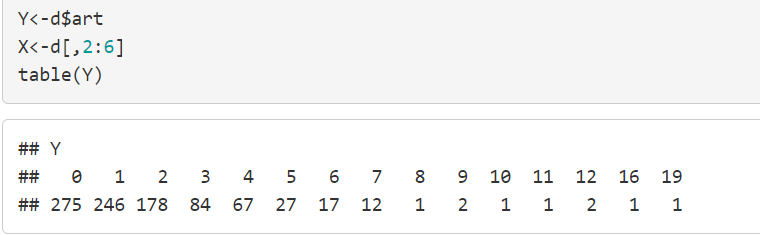 Y<-d$art
X<-d[,2:6]
table(Y)
## Y
##   0   1   2   3   4   5   6   7   8   9  10  11  12  16  19
## 275 246 178  84  67  27  17  12   1   2   1   1   2   1   1